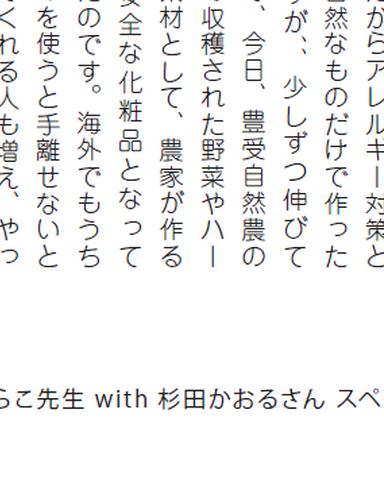 からアレルギー対策と
然なものだけで作った
が、、少しずつ伸びて
、今日、豊受自然農の
収穫された野菜やハー
材として、農家が作る
全な化粧品となって
のです。海外でもうち
を使うと手離せないと
くれる人も増え、やっ
らこ先生 with 杉田かおるさん スペ